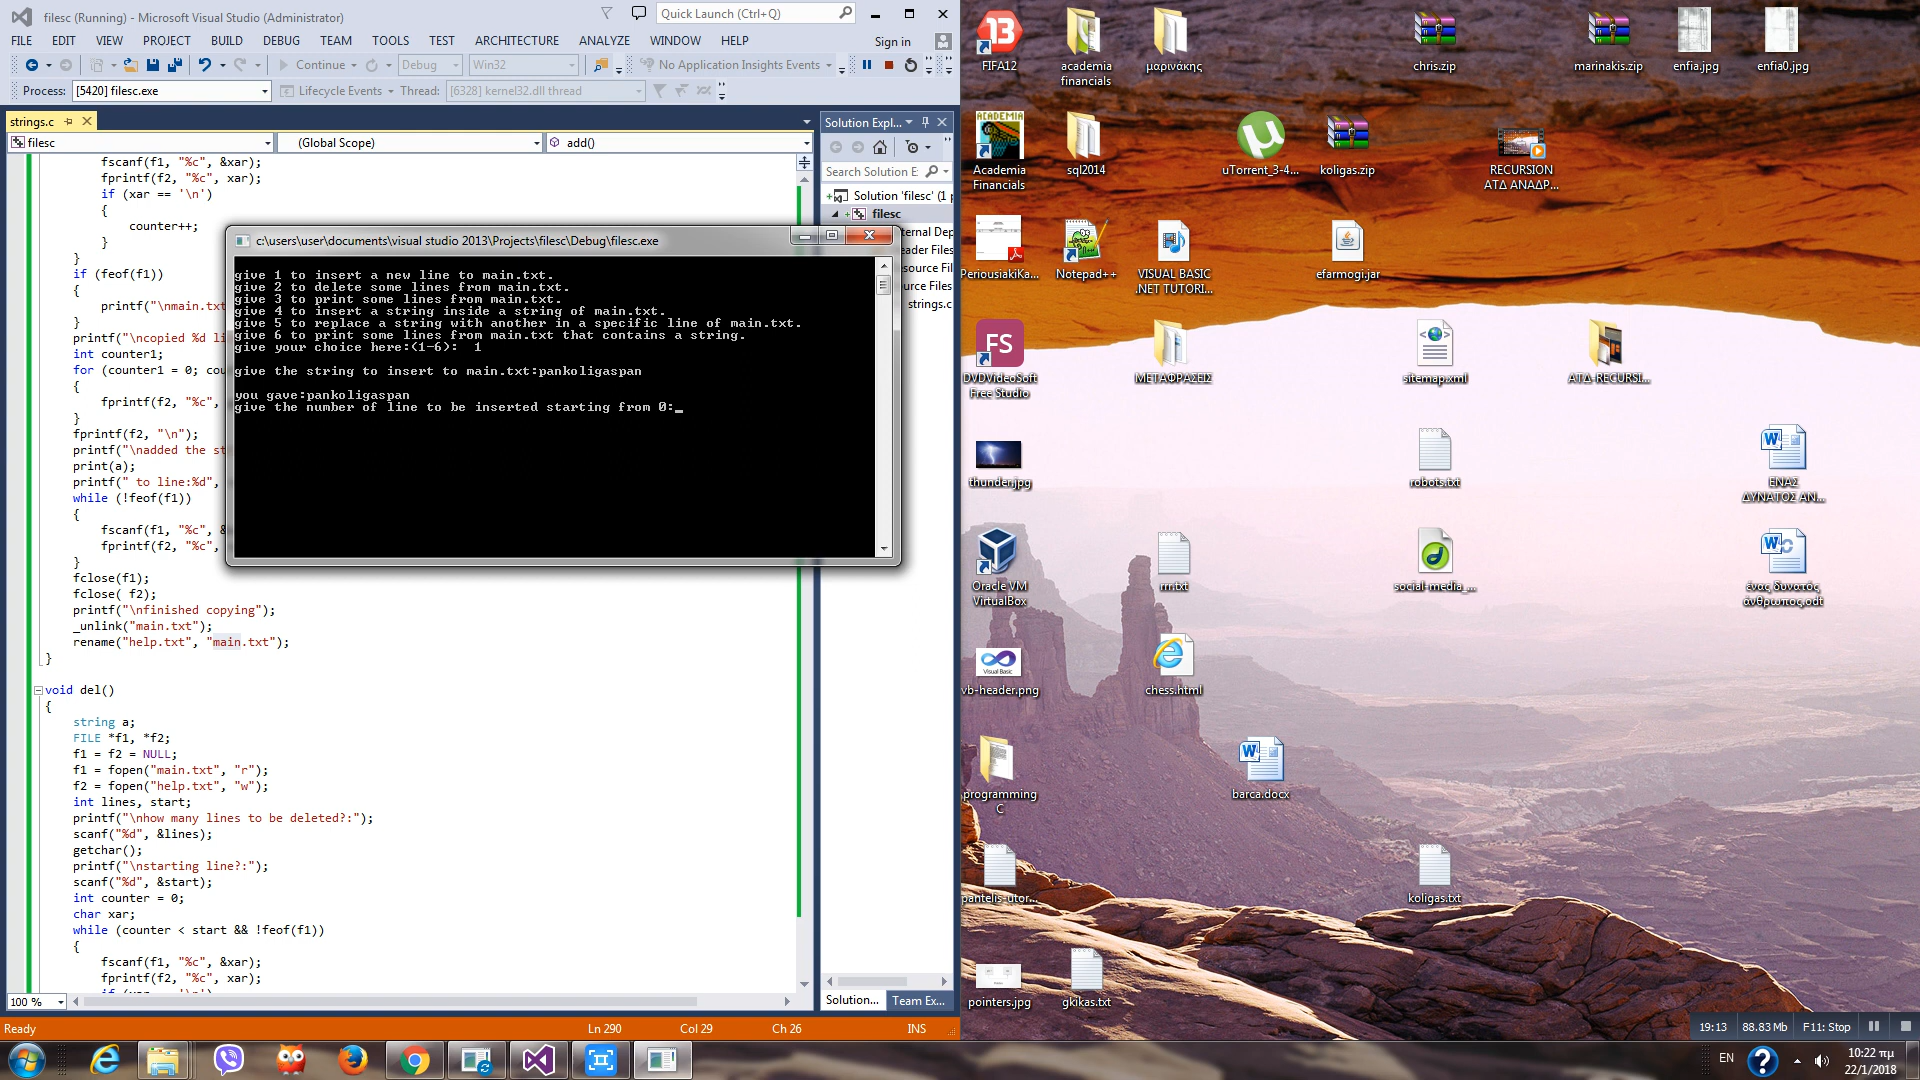 filesc (Running) - Microsoft Visual Studio (Administrator)
Quick Launch (Ctrl+Q)
FILE EDIT VIEW PROJECT BUILD DEBUG TEAM TOOLS TEST ARCHITECTURE ANALYZE WINDOW HELP
Sign in
Continue
Debug
Win32
No Application Insights Events
Process:
[5420] filesc.exe
Lifecycle Events
Thread:
[6328] kernel32.dll thread
strings.c
filesc
(Global Scope)
add()
fscanf(f1, "%c", &xar);
fprintf(f2, "%c", xar);
if (xar == '\n')
{
counter++;
}
}
if (feof(f1))
{
printf("\nmain.txt
}
printf("\ncopied %d li
int counter1;
for (counter1 = 0; cou
{
fprintf(f2, "%c",
}
fprintf(f2, "\n");
printf("\nadded the st
print(a);
printf(" to line:%d",
while (!feof(f1))
{
fscanf(f1, "%c", &
fprintf(f2, "%c",
}
fclose(f1);
fclose( f2);
printf("\nfinished copying");
_unlink("main.txt");
rename("help.txt", "main.txt");
}
void del()
{
string a;
FILE *f1, *f2;
f1 = f2 = NULL;
f1 = fopen("main.txt", "r");
f2 = fopen("help.txt", "w");
int lines, start;
printf("\nhow many lines to be deleted?:");
scanf("%d", &lines);
getchar();
printf("\nstarting line?:");
scanf("%d", &start);
int counter = 0;
char xar;
while (counter < start && !feof(f1))
{
fscanf(f1, "%c", &xar);
fprintf(f2, "%c", xar);
100 %
c:\users\user\documents\visual studio 2013\Projects\filesc\Debug\filesc.exe
give 1 to insert a new line to main.txt.
give 2 to delete some lines from main.txt.
give 3 to print some lines from main.txt.
give 4 to insert a string inside a string of main.txt.
give 5 to replace a string with another in a specific line of main.txt.
give 6 to print some lines from main.txt that contains a string.
give your choice here:(1-6):  1
give the string to insert to main.txt:pankoligaspan
you gave:pankoligaspan
give the number of line to be inserted starting from 0:_
Solution Expl...
Search Solution E
Solution 'filesc' (1 p
filesc
ternal Dep
eader Files
esource File
urce Files
strings.c
Solution...
Team Ex...
Ready
Ln 290
Col 29
Ch 26
INS
FIFA12
academia financials
μαρινάκης
chris.zip
marinakis.zip
enfia.jpg
enfia0.jpg
ACADEMIA
Academia Financials
sql2014
uTorrent_3-4...
koligas.zip
RECURSION ΑΤΔ ΑΝΑΔΡ...
PeriousiakiKa...
Notepad++
VISUAL BASIC .NET TUTORI...
efarmogi.jar
FS
DVDVideoSoft Free Studio
ΜΕΤΑΦΡΑΣΕΙΣ
sitemap.xml
ΑΤΔ-RECURSI...
thunder.jpg
robots.txt
ΕΝΑΣ ΔΥΝΑΤΟΣ ΑΝ...
Oracle VM VirtualBox
rrr.txt
social-media_...
ένας δυνατός άνθρωπος.odt
Visual Basic
vb-header.png
chess.html
programming C
barca.docx
pantelis-utor...
koligas.txt
pointers.jpg
gkikas.txt
19:13
88.83 Mb
F11: Stop
EN
10:22 πμ
22/1/2018